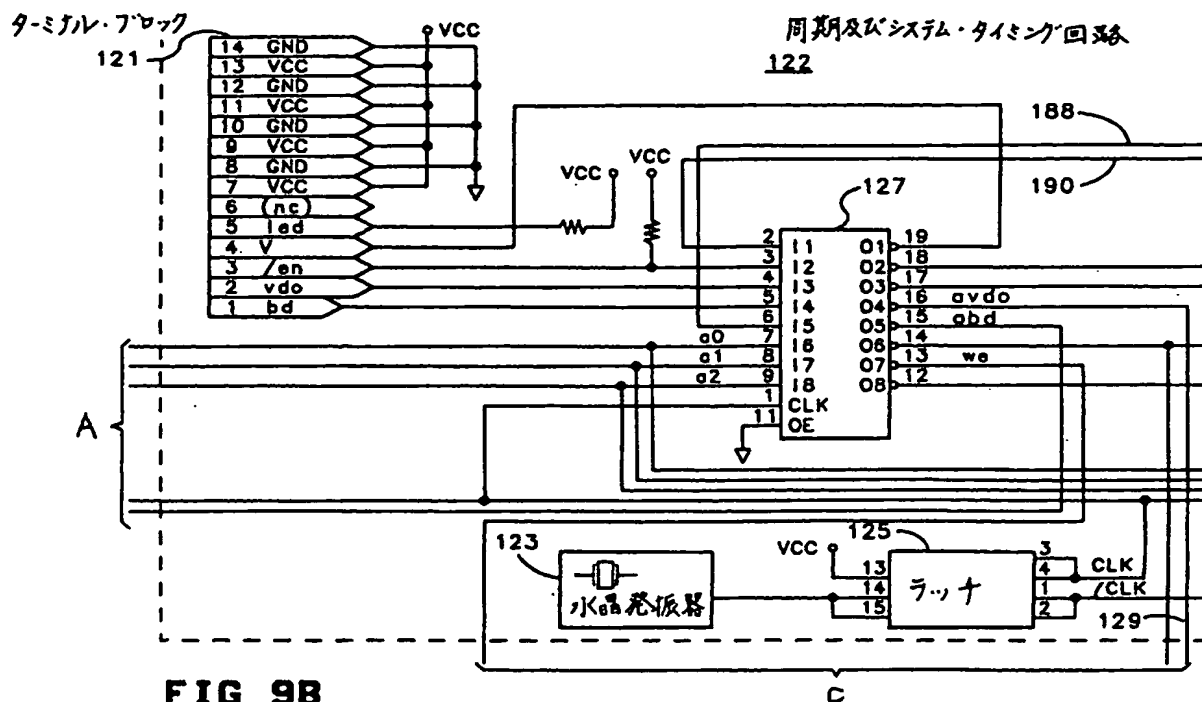 ターミナル・ブロック
121
同期及びシステム・タイミング回路
122
VCC
14 GND
13 VCC
12 GND
11 VCC
10 GND
9 VCC
8 GND
7 VCC
6 (nc)
5 led
4 V
3 /en
2 vdo
1 bd
VCC
VCC
188
190
127
2 I1 O1 19
3 I2 O2 18
4 I3 O3 17
5 I4 O4 16 avdo
6 I5 O5 15 abd
a0 7 I6 O6 14
a1 8 I7 O7 13 we
a2 9 I8 O8 12
1 CLK
11 OE
A
123
水晶発振器
VCC
125
13
14
15
ラッチ
3
4 CLK
1 /CLK
2
129
C
FIG 9B